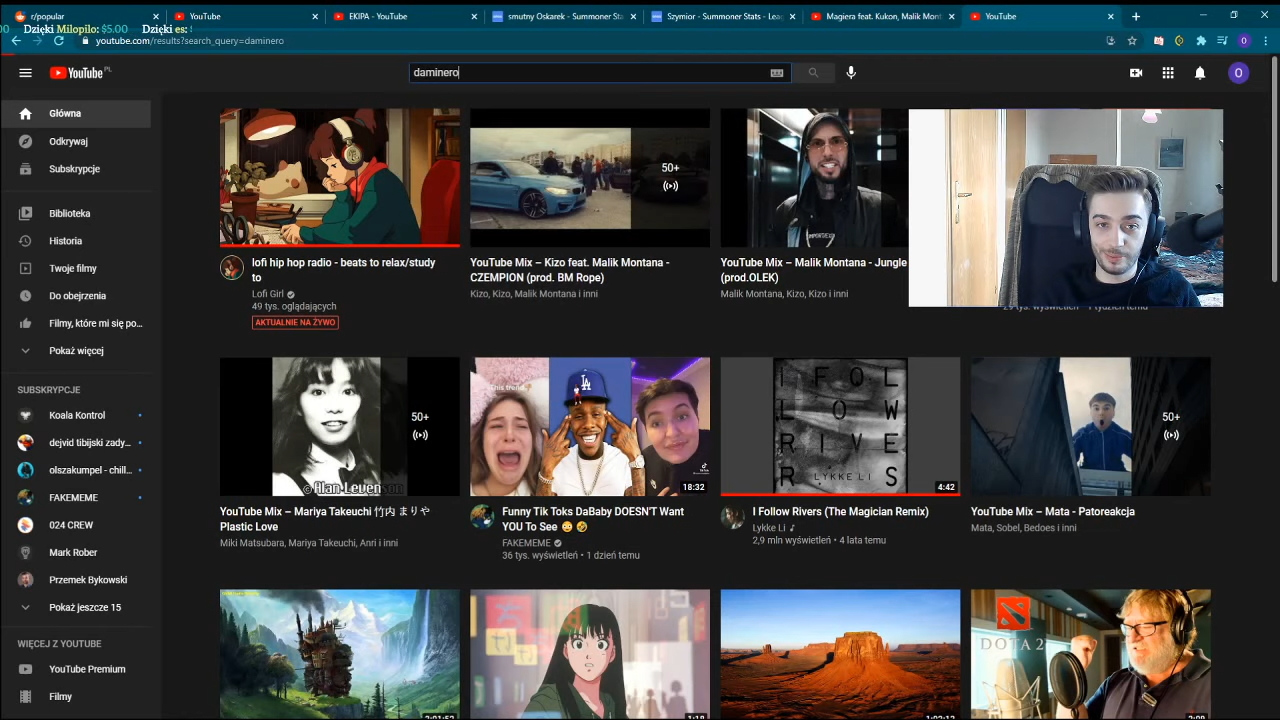 r/popular
YouTube
EKIPA - YouTube
smutny Oskarek - Summoner Sta
Szymior - Summoner Stats - Lea
Magiera feat. Kukon, Malik Mont
YouTube
Dzięki Milopilo: $5.00 Dzięki es:
youtube.com/results?search_query=daminero
YouTube PL
daminero
O
Główna
Odkrywaj
Subskrypcje
Biblioteka
Historia
Twoje filmy
Do obejrzenia
Filmy, które mi się po...
Pokaż więcej
SUBSKRYPCJE
Koala Kontrol
dejvid tibijski zady...
olszakumpel - chill...
FAKEMEME
024 CREW
Mark Rober
Przemek Bykowski
Pokaż jeszcze 15
WIĘCEJ Z YOUTUBE
YouTube Premium
Filmy
lofi hip hop radio - beats to relax/study
to
Lofi Girl
49 tys. oglądających
AKTUALNIE NA ŻYWO
50+
YouTube Mix – Kizo feat. Malik Montana -
CZEMPION (prod. BM Rope)
Kizo, Kizo, Malik Montana i inni
YouTube Mix – Malik Montana - Jungle
(prod.OLEK)
Malik Montana, Kizo, Kizo i inni
50+
©Alan Levenson
YouTube Mix – Mariya Takeuchi 竹内 まりや
Plastic Love
Miki Matsubara, Mariya Takeuchi, Anri i inni
This trend
18:32
Funny Tik Toks DaBaby DOESN'T Want
YOU To See 😳 🤣
FAKEMEME
36 tys. wyświetleń • 1 dzień temu
I FOL
LOW
RIVE
RS
LYKKE LI
4:42
I Follow Rivers (The Magician Remix)
Lykke Li
2,9 mln wyświetleń • 4 lata temu
50+
YouTube Mix – Mata - Patoreakcja
Mata, Sobel, Bedoes i inni
DOTA 2